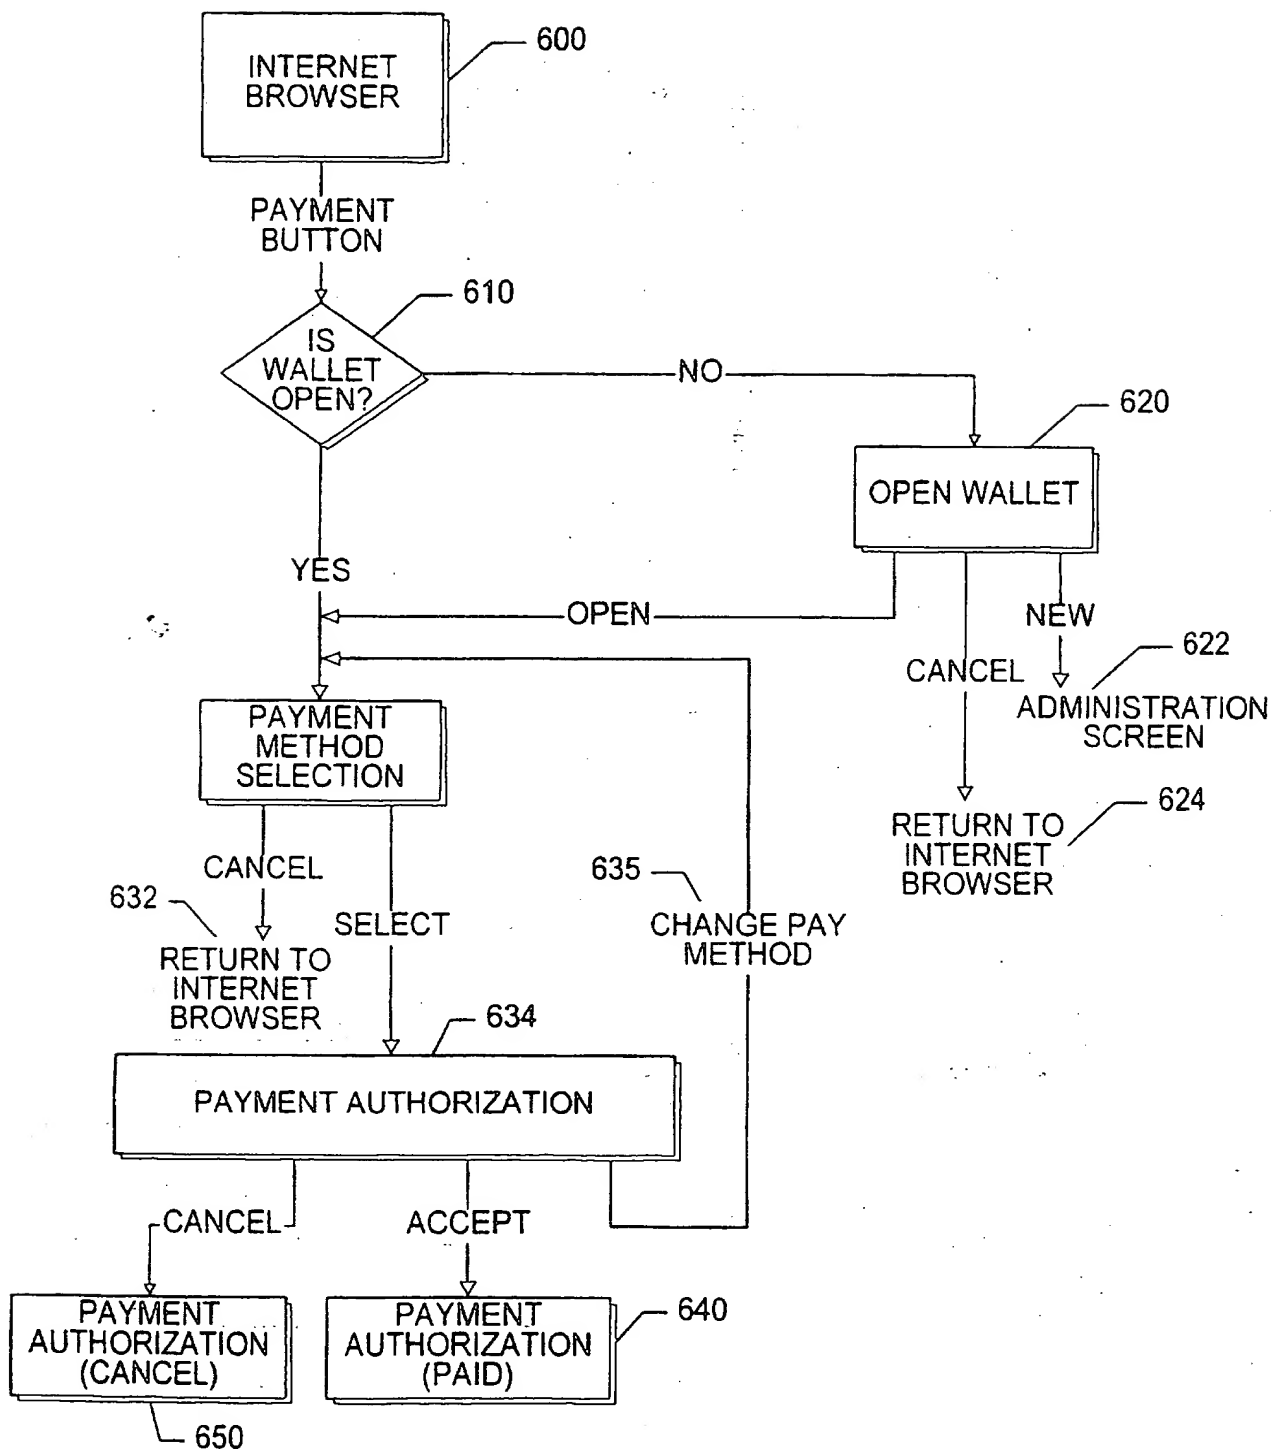 600
INTERNET
BROWSER
PAYMENT
BUTTON
610
IS
WALLET
OPEN?
NO
620
OPEN WALLET
YES
OPEN
NEW
CANCEL
622
ADMINISTRATION
SCREEN
PAYMENT
METHOD
SELECTION
624
RETURN TO
INTERNET
BROWSER
CANCEL
635
632
SELECT
CHANGE PAY
METHOD
RETURN TO
INTERNET
BROWSER
634
PAYMENT AUTHORIZATION
CANCEL
ACCEPT
PAYMENT
AUTHORIZATION
(CANCEL)
PAYMENT
AUTHORIZATION
(PAID)
640
650